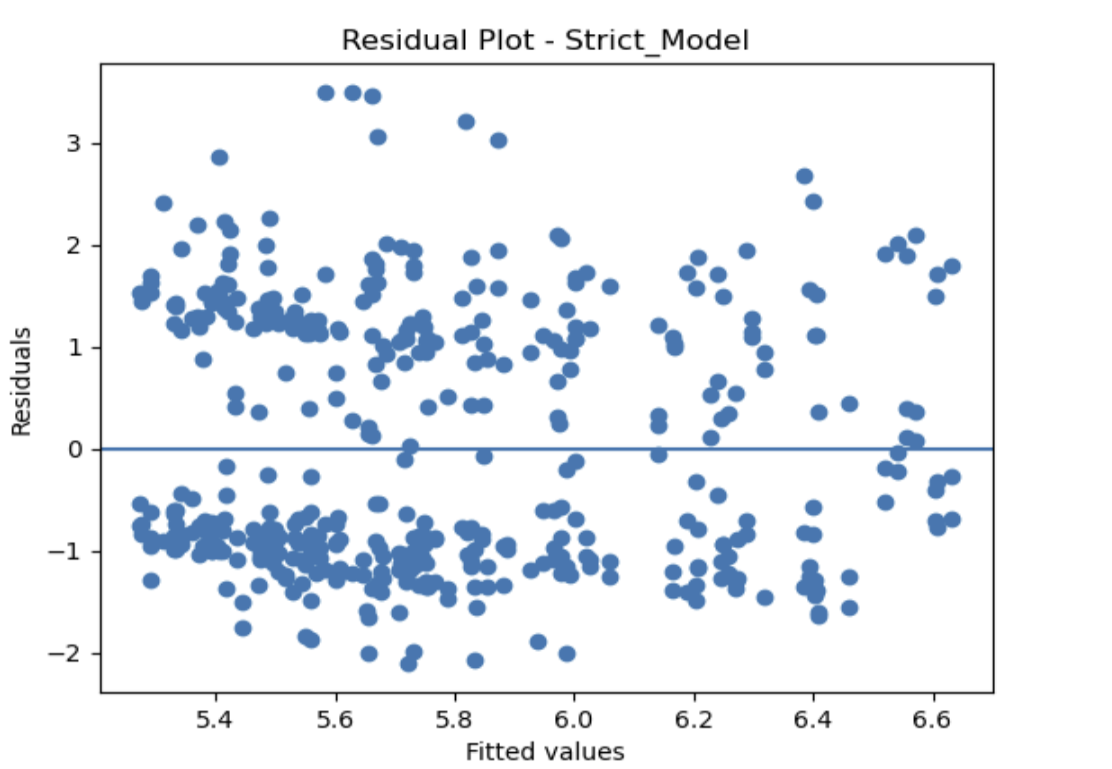 Residual Plot - Strict_Model
Residuals
3
2
1
0
−1
−2
5.4 5.6 5.8 6.0 6.2 6.4 6.6
Fitted values